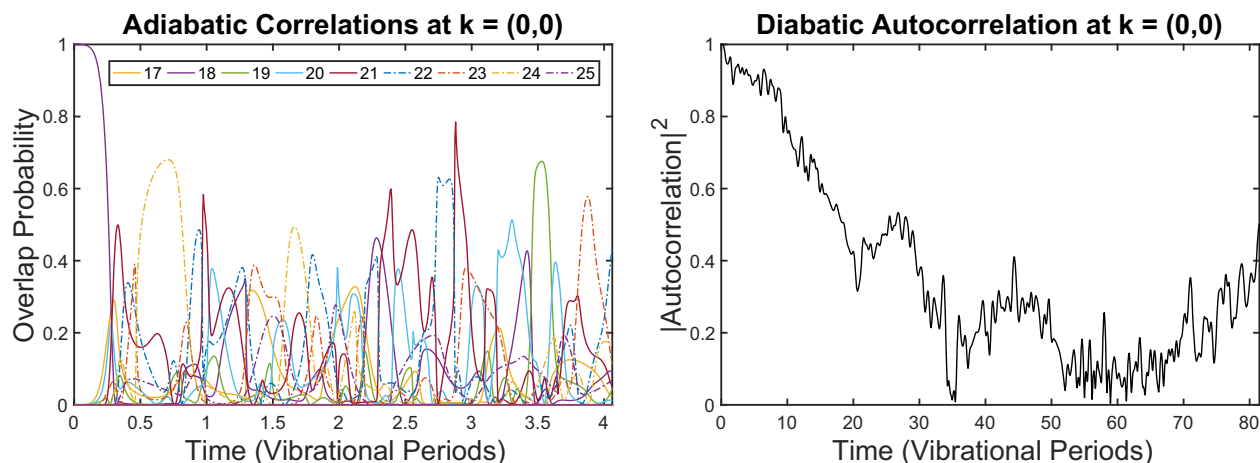 Adiabatic Correlations at k = (0,0)
Overlap Probability
1
0.8
0.6
0.4
0.2
0
17 18 19 20 21 22 23 24 25
0 0.5 1 1.5 2 2.5 3 3.5 4
Time (Vibrational Periods)
Diabatic Autocorrelation at k = (0,0)
|Autocorrelation|²
1
0.8
0.6
0.4
0.2
0
0 10 20 30 40 50 60 70 80
Time (Vibrational Periods)